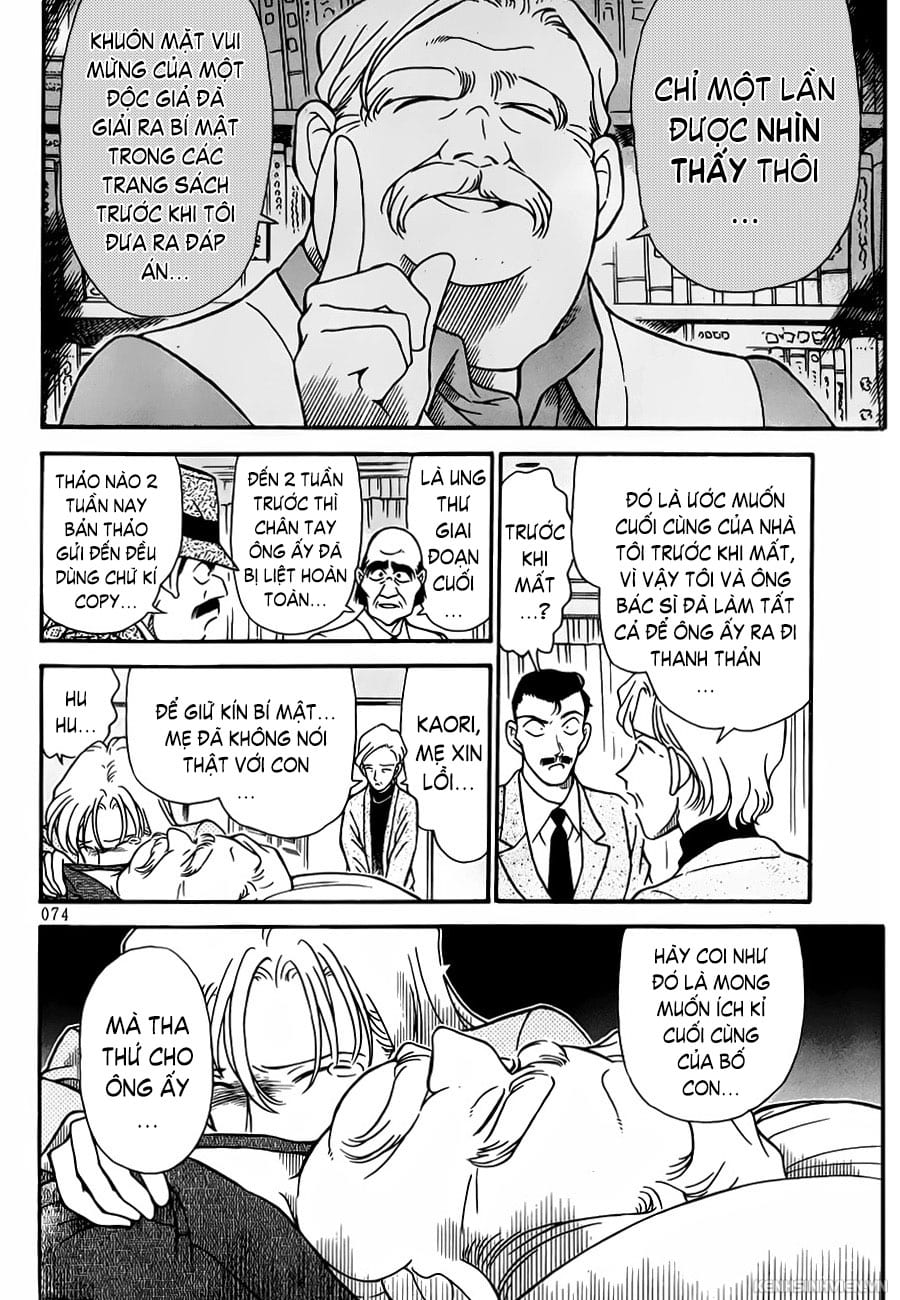 CHỈ MỘT LẦN
ĐƯỢC NHÌN
THẤY THÔI
...
KHUÔN MẶT VUI
MỪNG CỦA MỘT
ĐỘC GIẢ ĐÃ
GIẢI RA BÍ MẬT
TRONG CÁC
TRANG SÁCH
TRƯỚC KHI TÔI
ĐƯA RA ĐÁP
ÁN...
ĐÓ LÀ ƯỚC MUỐN
CUỐI CÙNG CỦA NHÀ
TÔI TRƯỚC KHI MẤT,
VÌ VẬY TÔI VÀ ÔNG
BÁC SĨ ĐÃ LÀM TẤT
CẢ ĐỂ ÔNG ẤY RA ĐI
THANH THẢN
...
TRƯỚC
KHI
MẤT
...?
LÀ UNG
THƯ
GIAI
ĐOẠN
CUỐI
...
ĐẾN 2 TUẦN
TRƯỚC THÌ
CHÂN TAY
ÔNG ẤY ĐÃ
BỊ LIỆT HOÀN
TOÀN...
THẢO NÀO 2
TUẦN NAY
BẢN THẢO
GỬI ĐẾN ĐỀU
DÙNG CHỮ KÍ
COPY...
KAORI,
MẸ XIN
LỖI...
ĐỂ GIỮ KÍN BÍ MẬT...
MẸ ĐÃ KHÔNG NÓI
THẬT VỚI CON
...
HU
HU...
074
HÃY COI NHƯ
ĐÓ LÀ MONG
MUỐN ÍCH KỈ
CUỐI CÙNG
CỦA BỐ
CON...
MÀ THA
THỨ CHO
ÔNG ẤY
...
KENHSINHVIEN.VN